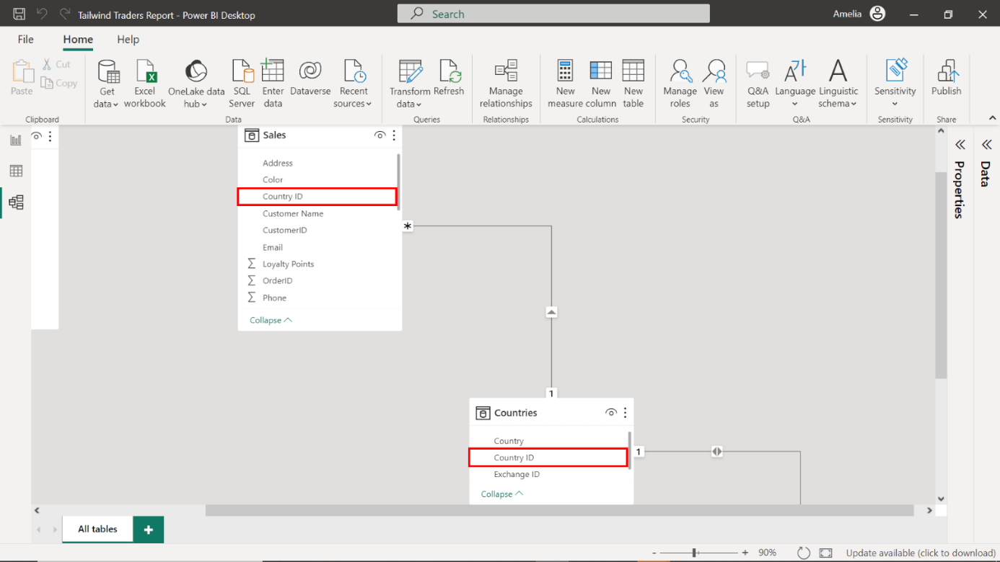 Tailwind Traders Report - Power BI Desktop
Search
Amelia
File
Home
Help
Paste
Cut
Copy
Clipboard
Get data
Excel workbook
OneLake data hub
SQL Server
Enter data
Dataverse
Recent sources
Data
Transform data
Refresh
Queries
Manage relationships
Relationships
New measure
New column
New table
Calculations
Manage roles
View as
Security
Q&A setup
Language
Linguistic schema
Q&A
Sensitivity
Sensitivity
Publish
Share
Sales
Address
Color
Country ID
Customer Name
CustomerID
Email
Σ Loyalty Points
Σ OrderID
Σ Phone
Collapse
*
1
Countries
Country
Country ID
Exchange ID
Collapse
1
Properties
Data
All tables
+
- + 90%
Update available (click to download)